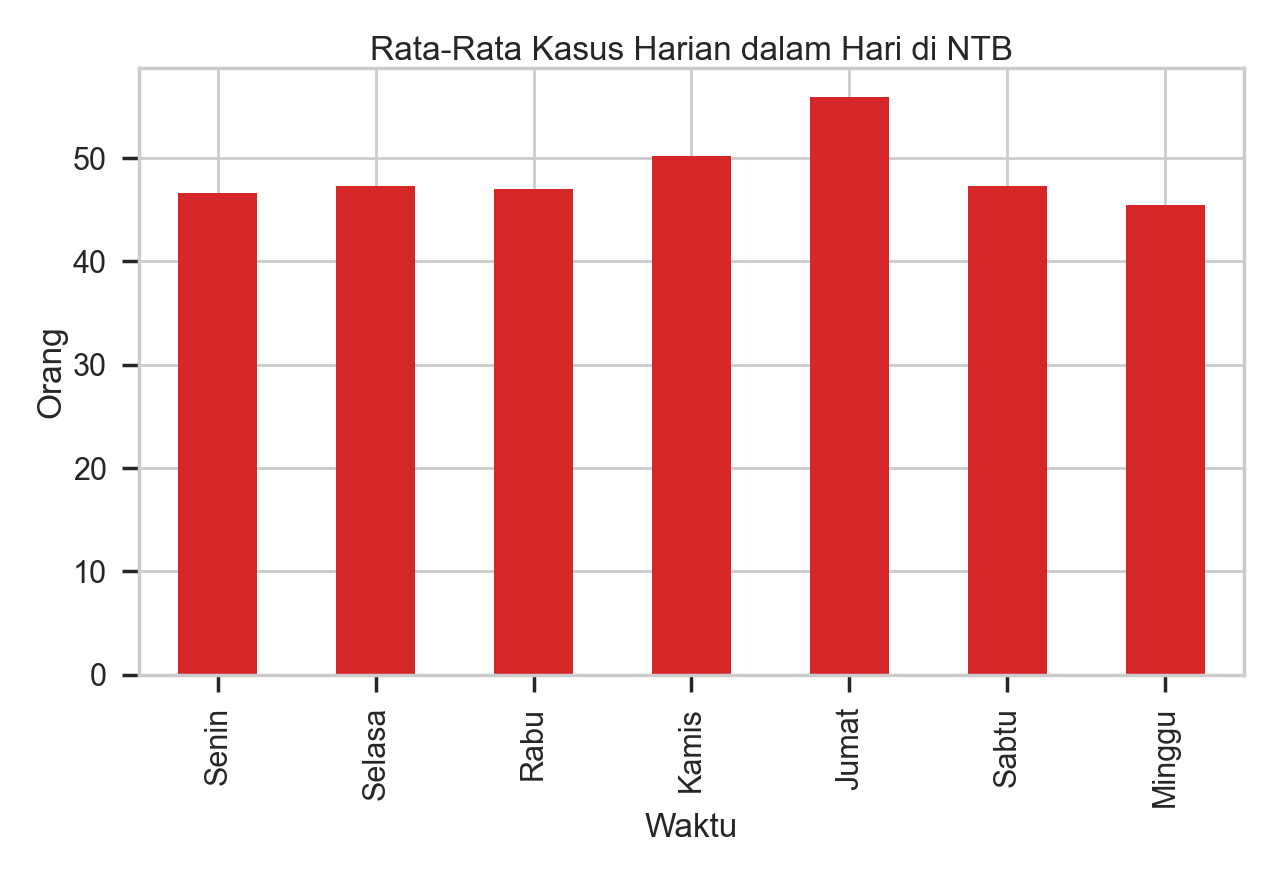 Rata-Rata Kasus Harian dalam Hari di NTB
50
40
30
20
10
0
Orang
Senin
Selasa
Rabu
Kamis
Jumat
Sabtu
Minggu
Waktu